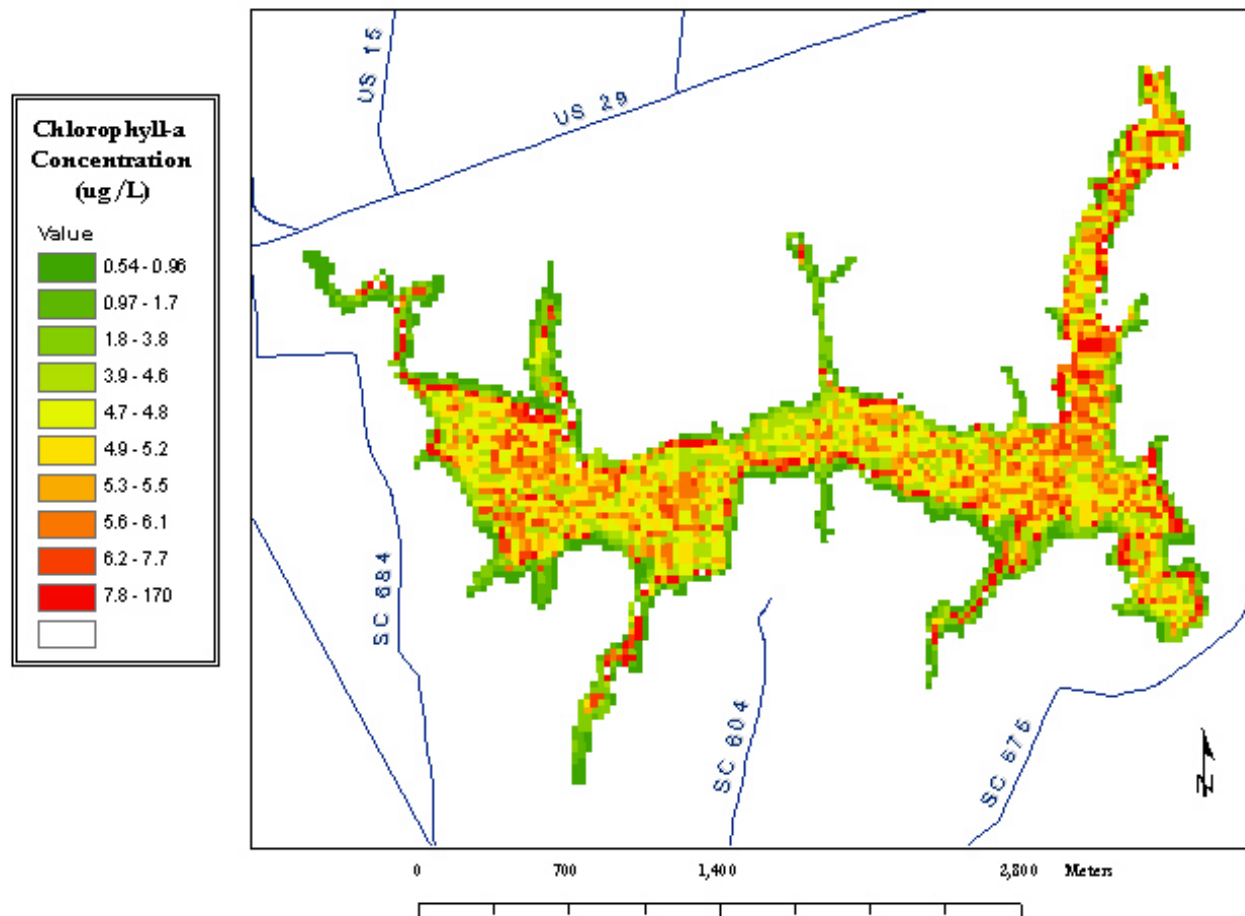 Chlorophyll-a
Concentration
(ug/L)
Value
0.54 - 0.96
0.97 - 1.7
1.8 - 3.8
3.9 - 4.6
4.7 - 4.8
4.9 - 5.2
5.3 - 5.5
5.6 - 6.1
6.2 - 7.7
7.8 - 170
US 15
US 29
SC 684
SC 604
SC 675
N
0 700 1,400 2,800 Meters